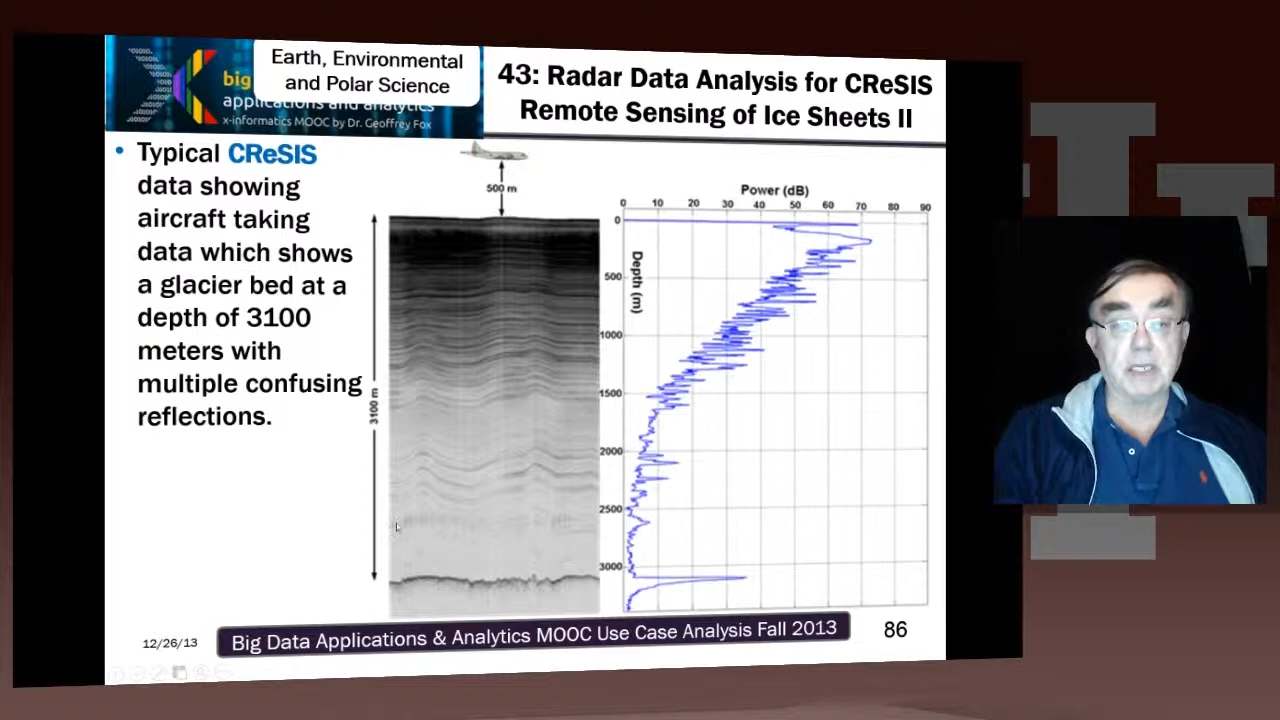 Earth, Environmental
and Polar Science
big
applications and analytics
x-informatics MOOC by Dr. Geoffrey Fox
43: Radar Data Analysis for CReSIS
Remote Sensing of Ice Sheets II
• Typical CReSIS
data showing
aircraft taking
data which shows
a glacier bed at a
depth of 3100
meters with
multiple confusing
reflections.
500 m
3100 m
Power (dB)
0 10 20 30 40 50 60 70 80 90
Depth (m)
0
500
1000
1500
2000
2500
3000
12/26/13
Big Data Applications & Analytics MOOC Use Case Analysis Fall 2013
86